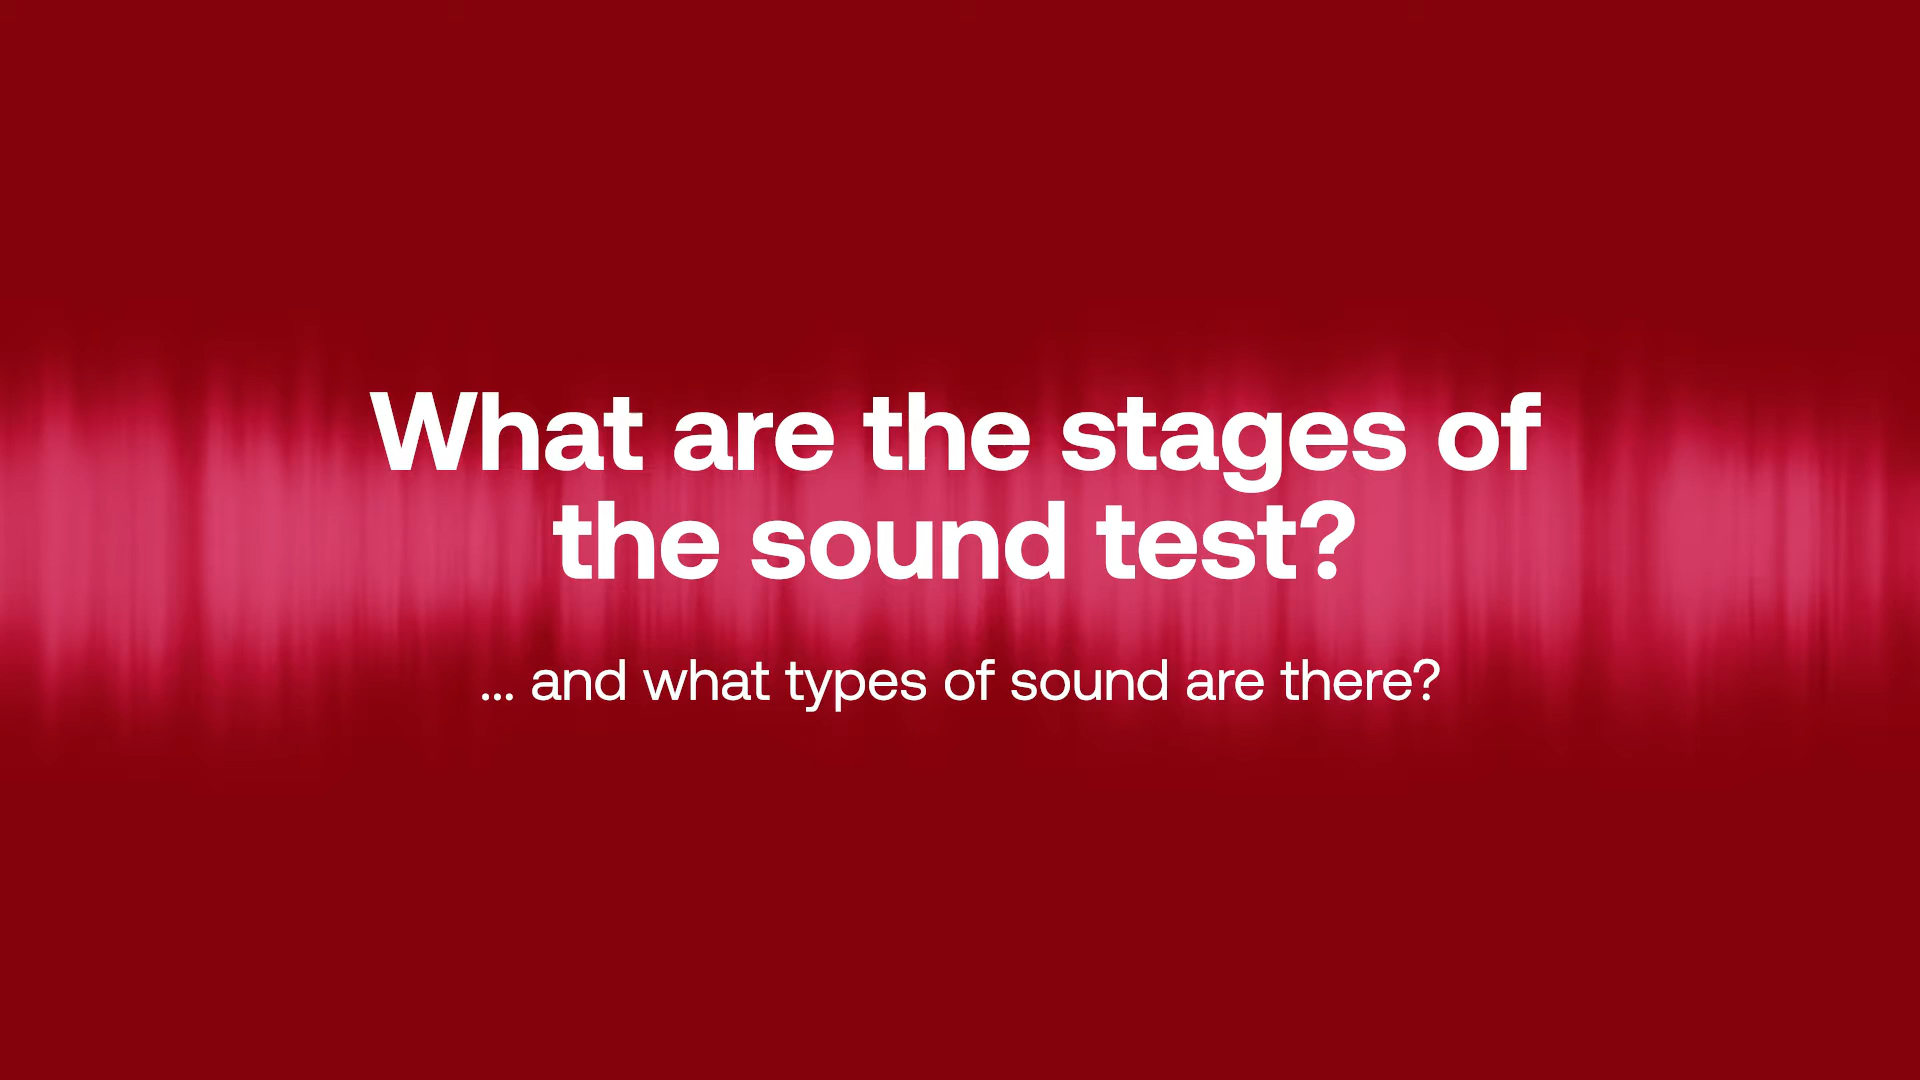 What are the stages of
the sound test?
... and what types of sound are there?